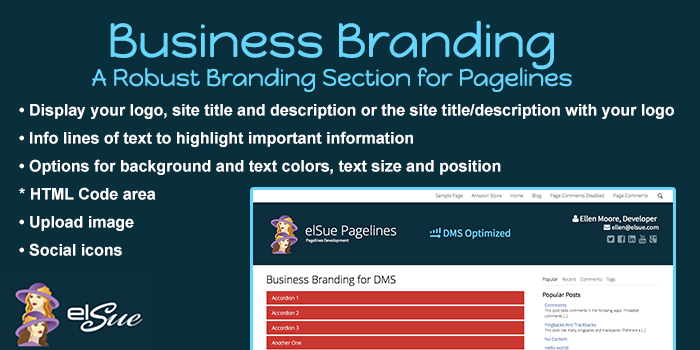 Business Branding
A Robust Branding Section for Pagelines
• Display your logo, site title and description or the site title/description with your logo
• Info lines of text to highlight important information
• Options for background and text colors, text size and position
* HTML Code area
• Upload image
• Social icons
elSue
Sample Page Amazon Store Home Blog Page Comments Disabled Page Comments
elSue Pagelines
Pagelines Development
DMS Optimized
Ellen Moore, Developer
ellen@elsue.com
Business Branding for DMS
Accordion 1
Accordion 2
Accordion 3
Another One
Popular Recent Comments Tags
Popular Posts
Comments
This post tests comments in the following ways. Threaded
comments [...]
Pingbacks And Trackbacks
This post has many pingbacks and trackbacks. There are a [...]
No Content
Hello world!